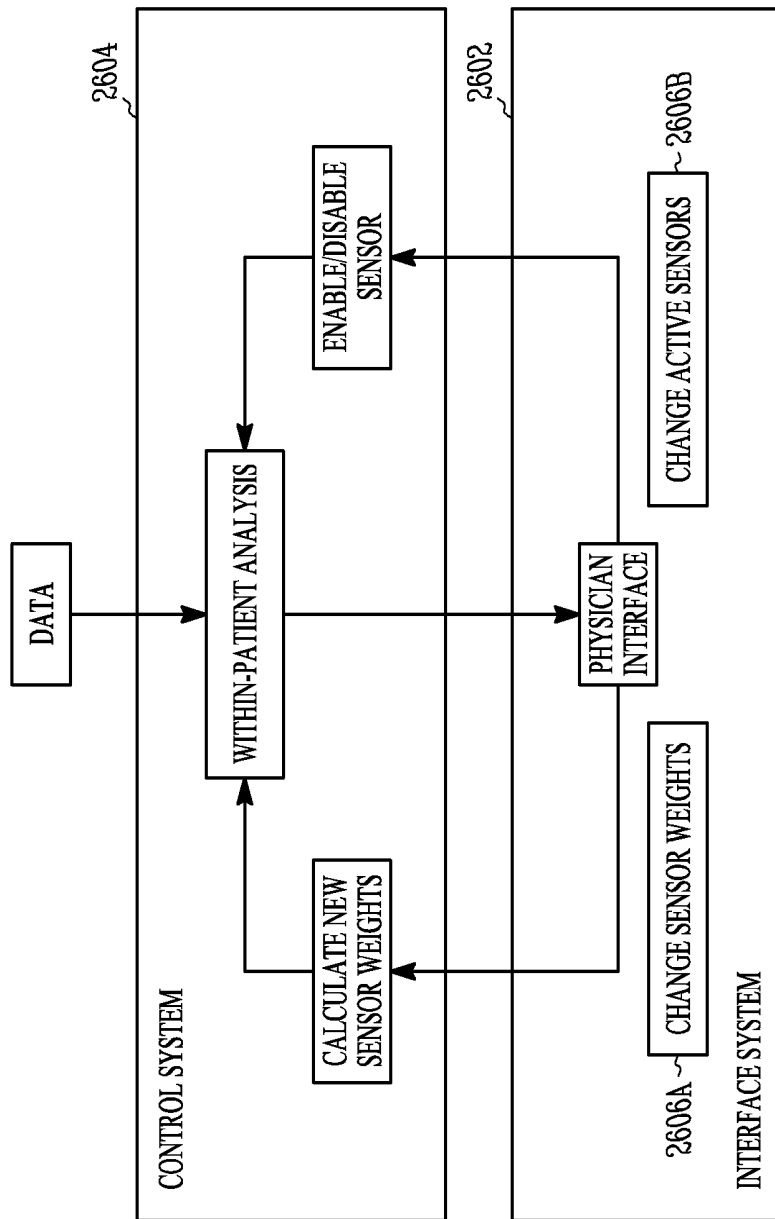 DATA
2604
CONTROL SYSTEM
WITHIN-PATIENT ANALYSIS
CALCULATE NEW
SENSOR WEIGHTS
ENABLE/DISABLE
SENSOR
2602
PHYSICIAN
INTERFACE
2606A
CHANGE SENSOR WEIGHTS
CHANGE ACTIVE SENSORS
2606B
INTERFACE SYSTEM